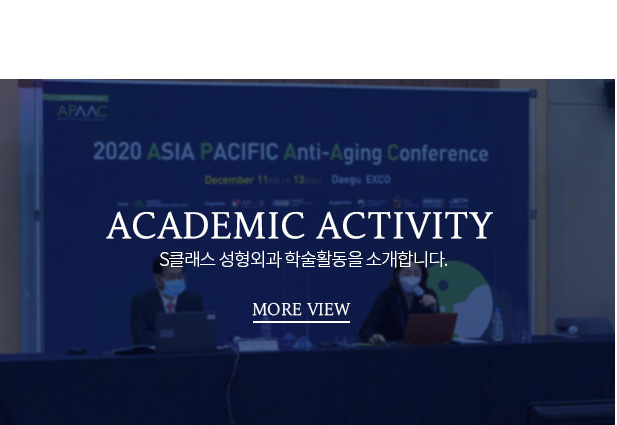 APAAC
2020 ASIA PACIFIC Anti-Aging Conference
December 11 - 13 Daegu, EXCO
ACADEMIC ACTIVITY
S클래스 성형외과 학술활동을 소개합니다.
MORE VIEW